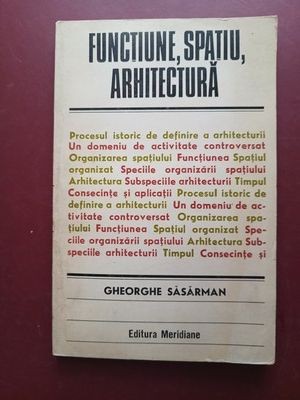 FUNCȚIUNE, SPAȚIU,
ARHITECTURĂ
Procesul istoric de definire a arhitecturii
Un domeniu de activitate controversat
Organizarea spațiului Funcțiunea Spațiul
organizat Speciile organizării spațiului
Arhitectura Subspeciile arhitecturii Timpul
Consecințe și aplicații Procesul istoric de
definire a arhitecturii Un domeniu de ac-
tivitate controversat Organizarea spa-
țiului Funcțiunea Spațiul organizat Spe-
ciile organizării spațiului Arhitectura Sub-
speciile arhitecturii Timpul Consecințe și
GHEORGHE SĂSĂRMAN
Editura Meridiane